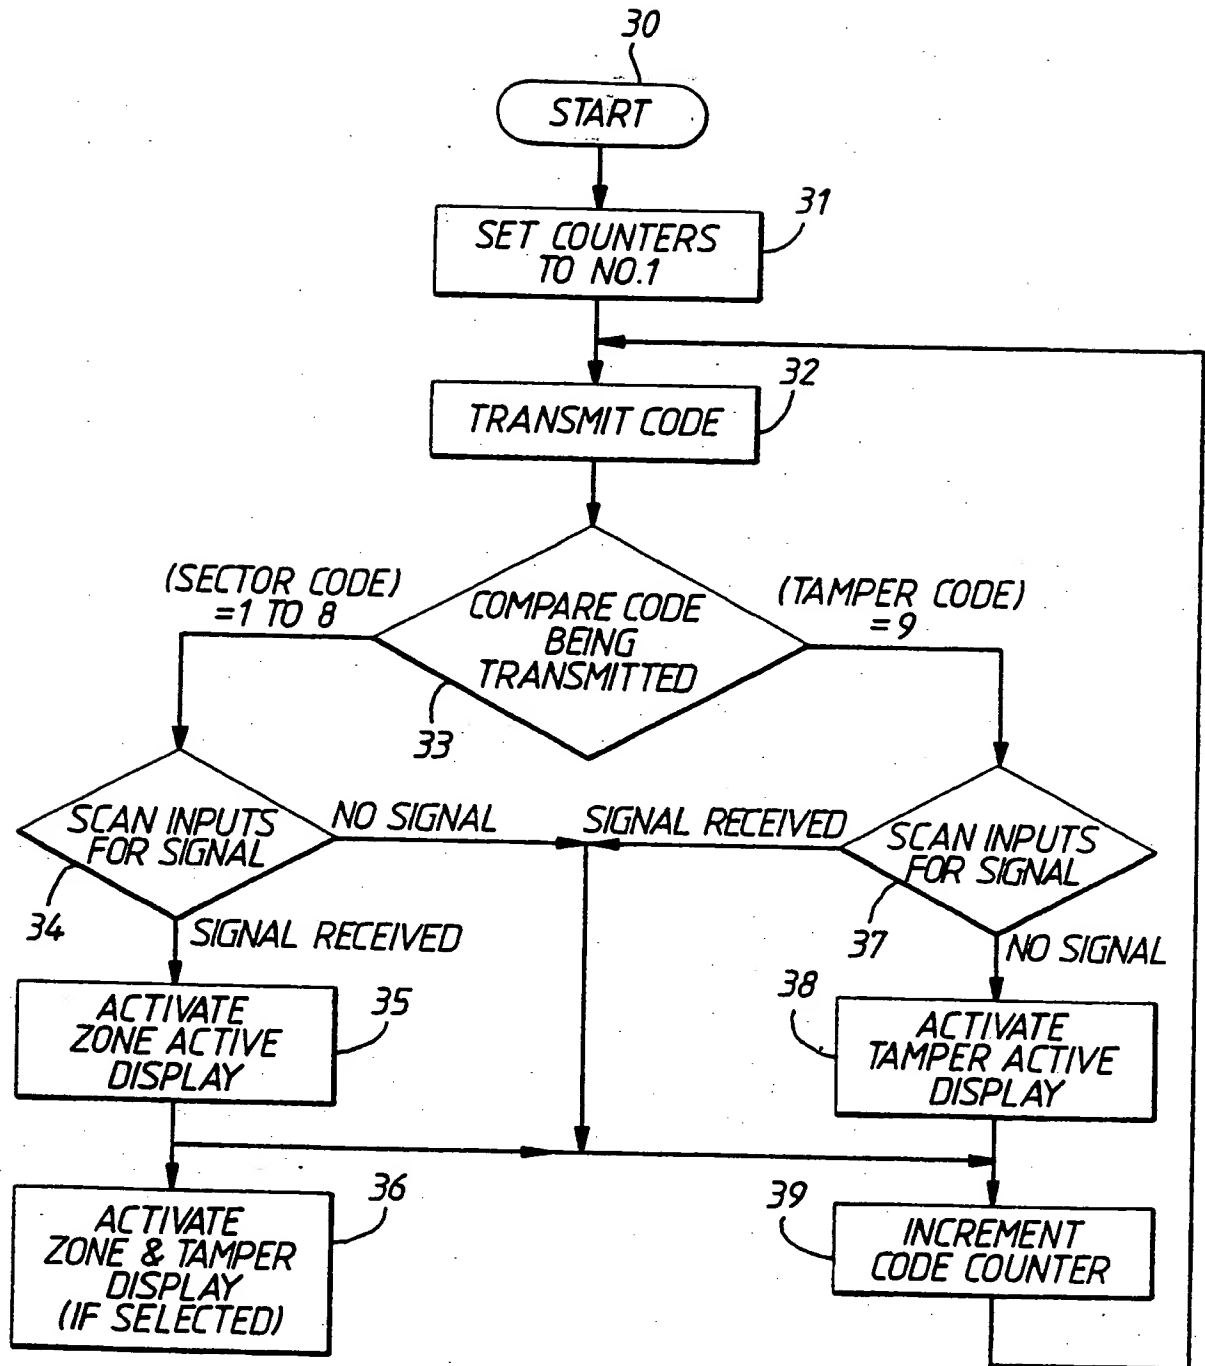 30
START
31
SET COUNTERS
TO NO.1
32
TRANSMIT CODE
(SECTOR CODE)
=1 TO 8
COMPARE CODE
BEING
TRANSMITTED
(TAMPER CODE)
=9
33
SCAN INPUTS
FOR SIGNAL
NO SIGNAL
SIGNAL RECEIVED
SCAN INPUTS
FOR SIGNAL
34
SIGNAL RECEIVED
37
NO SIGNAL
ACTIVATE
ZONE ACTIVE
DISPLAY
35
38
ACTIVATE
TAMPER ACTIVE
DISPLAY
ACTIVATE
ZONE & TAMPER
DISPLAY
(IF SELECTED)
36
39
INCREMENT
CODE COUNTER